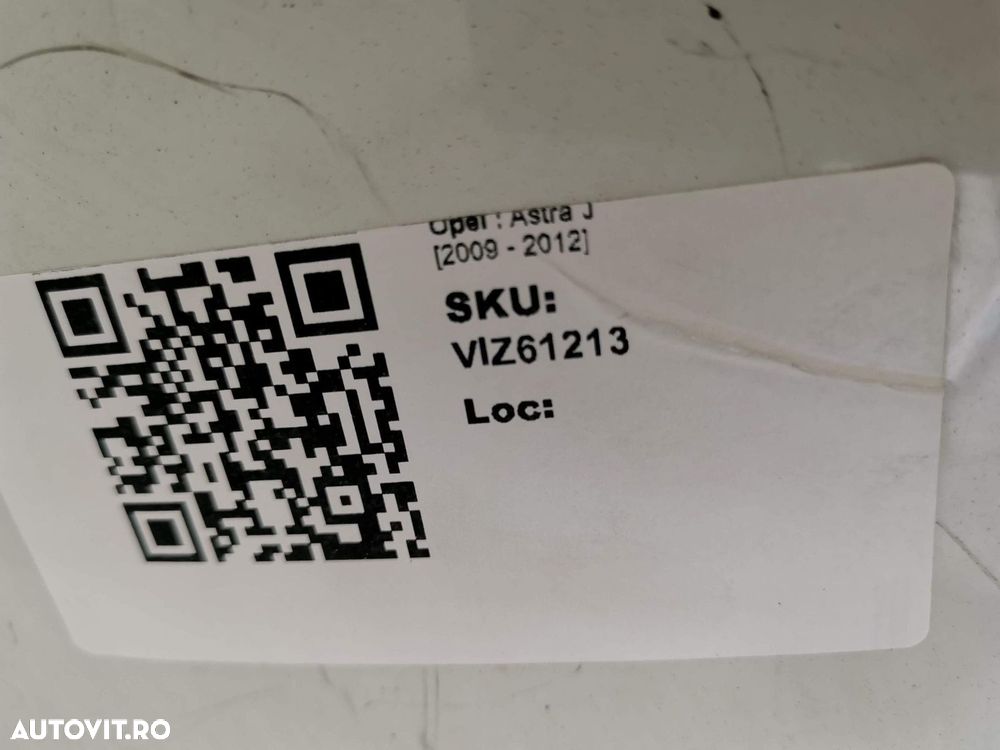 Opel : Astra J
[2009 - 2012]
SKU:
VIZ61213
Loc:
AUTOVIT.RO